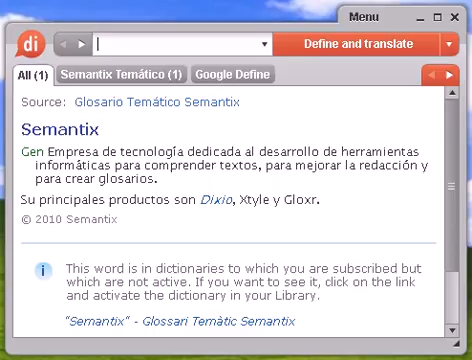 Menu
di
Define and translate
All (1)
Semantix Temático (1)
Google Define
Source: Glosario Temático Semantix
Semantix
Gen Empresa de tecnología dedicada al desarrollo de herramientas
informáticas para comprender textos, para mejorar la redacción y
para crear glosarios.
Su principales productos son Dixio, Xtyle y Gloxr.
© 2010 Semantix
i
This word is in dictionaries to which you are subscribed but
which are not active. If you want to see it, click on the link
and activate the dictionary in your Library.
"Semantix" - Glossari Temàtic Semantix